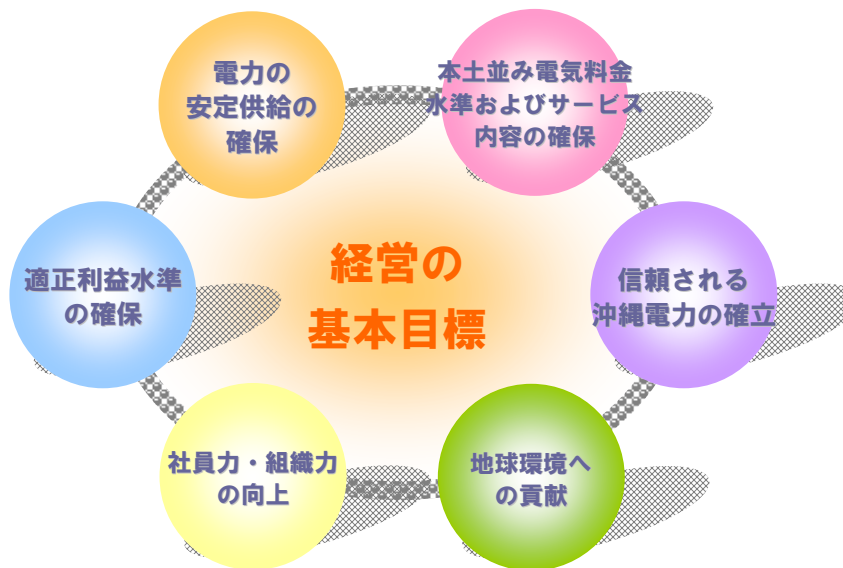 電力の
安定供給の
確保
本土並み電気料金
水準およびサービス
内容の確保
適正利益水準
の確保
経営の
基本目標
信頼される
沖縄電力の確立
社員力・組織力
の向上
地球環境へ
の貢献